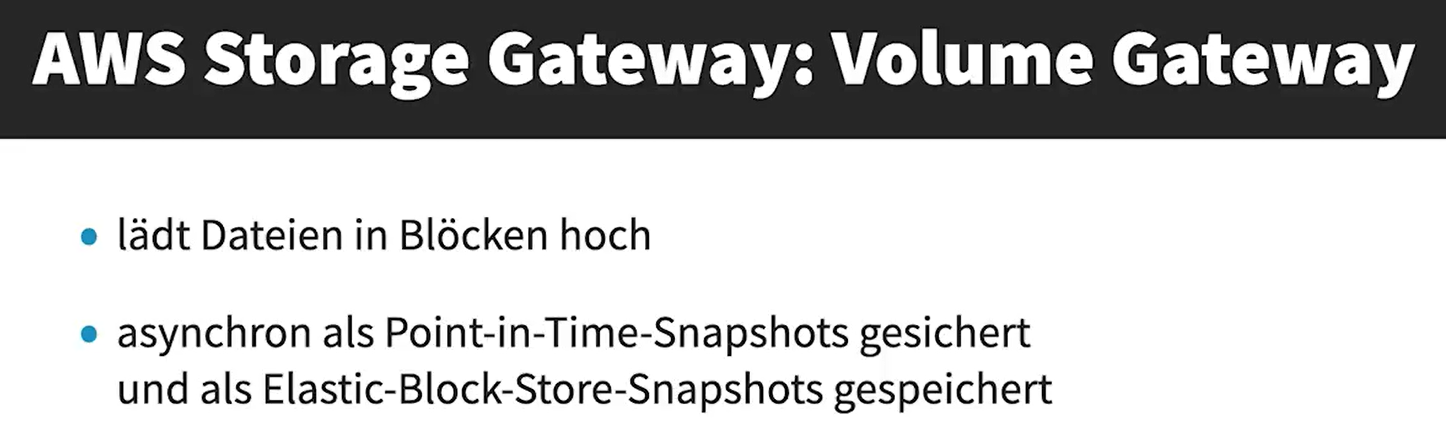 AWS Storage Gateway: Volume Gateway
• lädt Dateien in Blöcken hoch
• asynchron als Point-in-Time-Snapshots gesichert
und als Elastic-Block-Store-Snapshots gespeichert